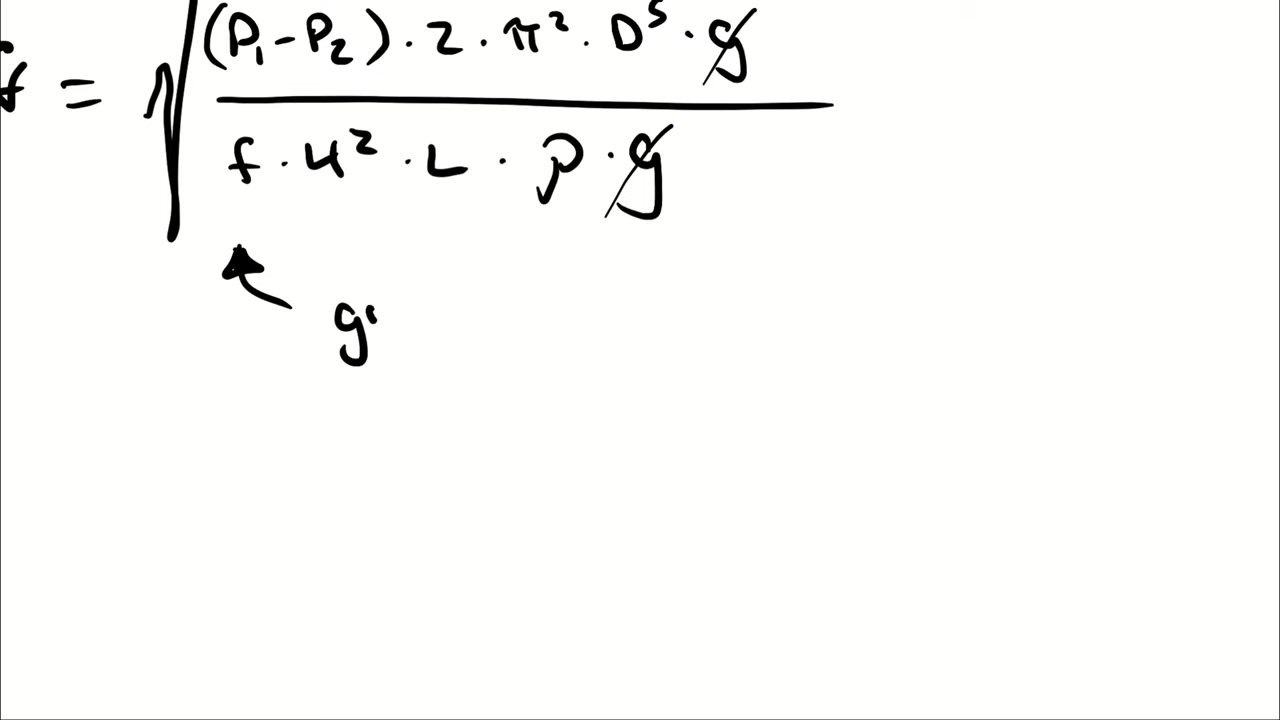 = √ (P₁-P₂) · 2 · π² · D⁵ · g
f · 4² · L · ρ · g